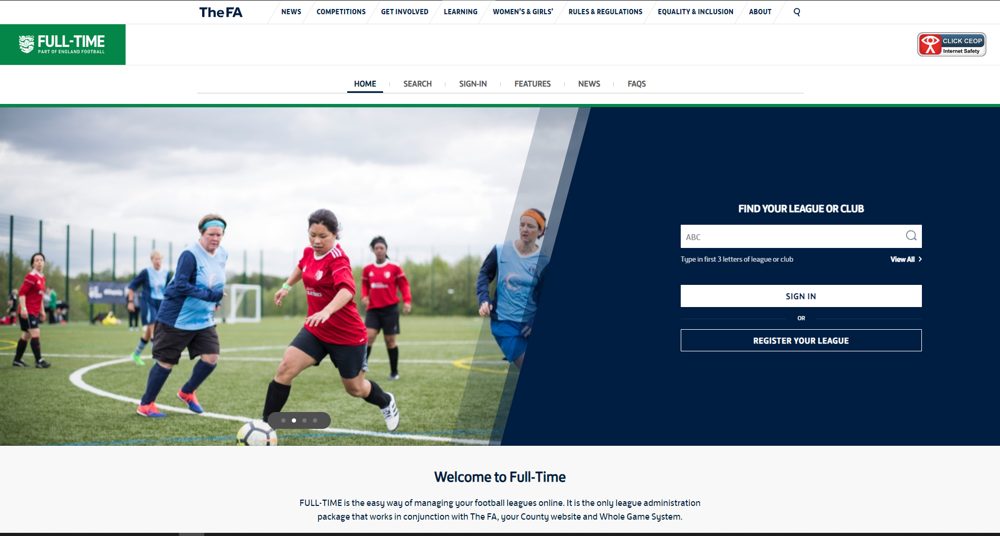 TheFA
NEWS
COMPETITIONS
GET INVOLVED
LEARNING
WOMEN'S & GIRLS'
RULES & REGULATIONS
EQUALITY & INCLUSION
ABOUT
FULL-TIME
PART OF ENGLAND FOOTBALL
CLICK CEOP
Internet Safety
HOME
SEARCH
SIGN-IN
FEATURES
NEWS
FAQS
FIND YOUR LEAGUE OR CLUB
ABC
Type in first 3 letters of league or club
View All
SIGN IN
OR
REGISTER YOUR LEAGUE
Welcome to Full-Time
FULL-TIME is the easy way of managing your football leagues online. It is the only league administration
package that works in conjunction with The FA, your County website and Whole Game System.